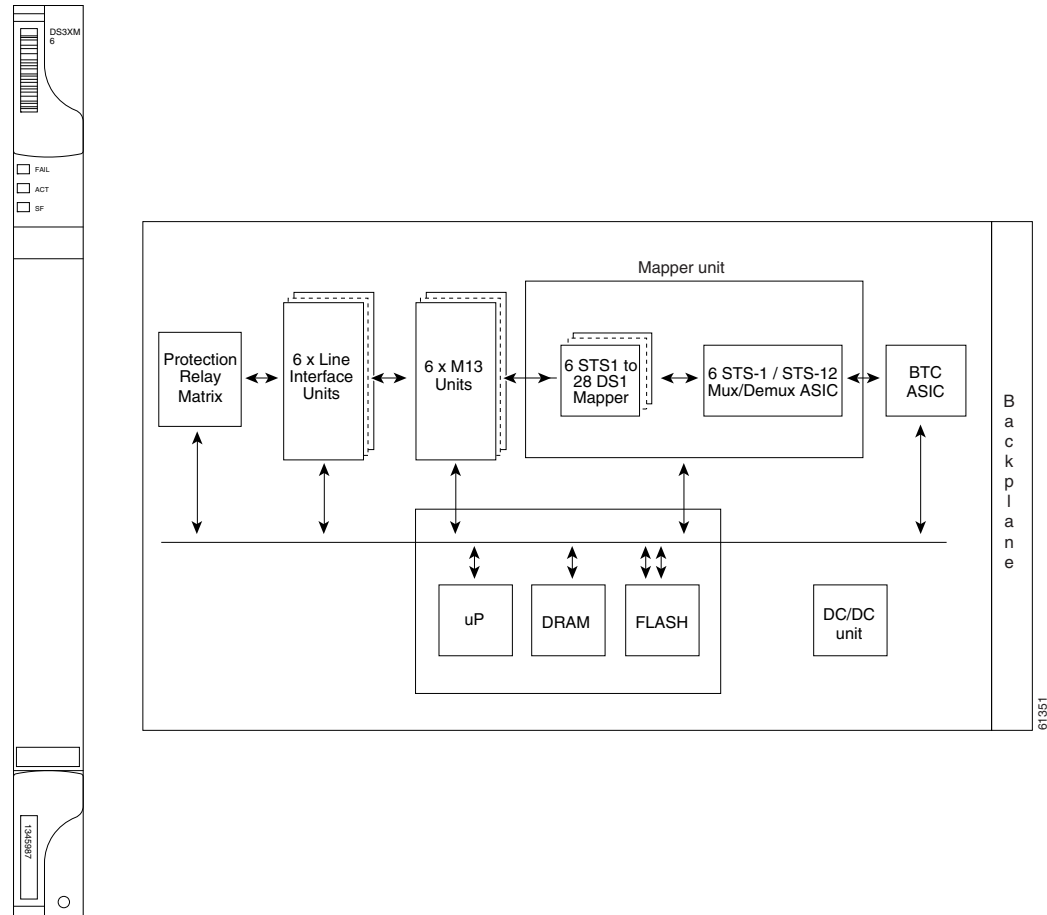 DS3XM
6
FAIL
ACT
SF
Mapper unit
Protection
Relay
Matrix
6 x Line
Interface
Units
6 x M13
Units
6 STS1 to
28 DS1
Mapper
6 STS-1 / STS-12
Mux/Demux ASIC
BTC
ASIC
Backplane
uP
DRAM
FLASH
DC/DC
unit
61351
1345987